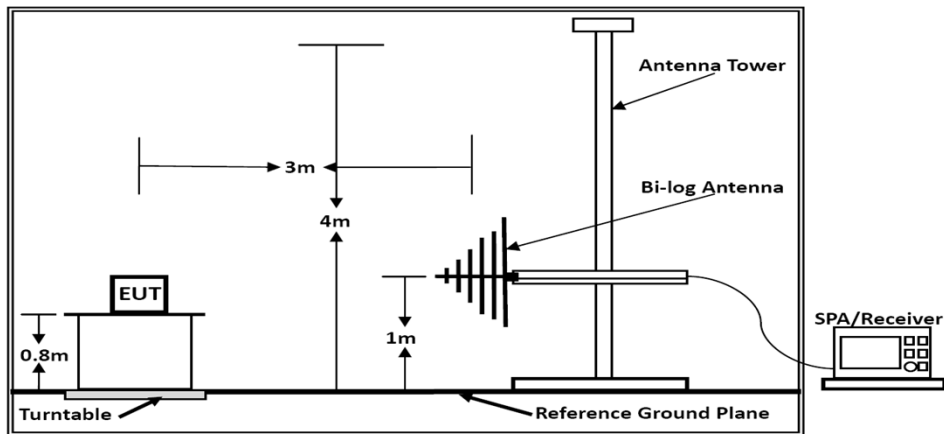 Antenna Tower
3m
Bi-log Antenna
4m
EUT
SPA/Receiver
0.8m
1m
Turntable
Reference Ground Plane